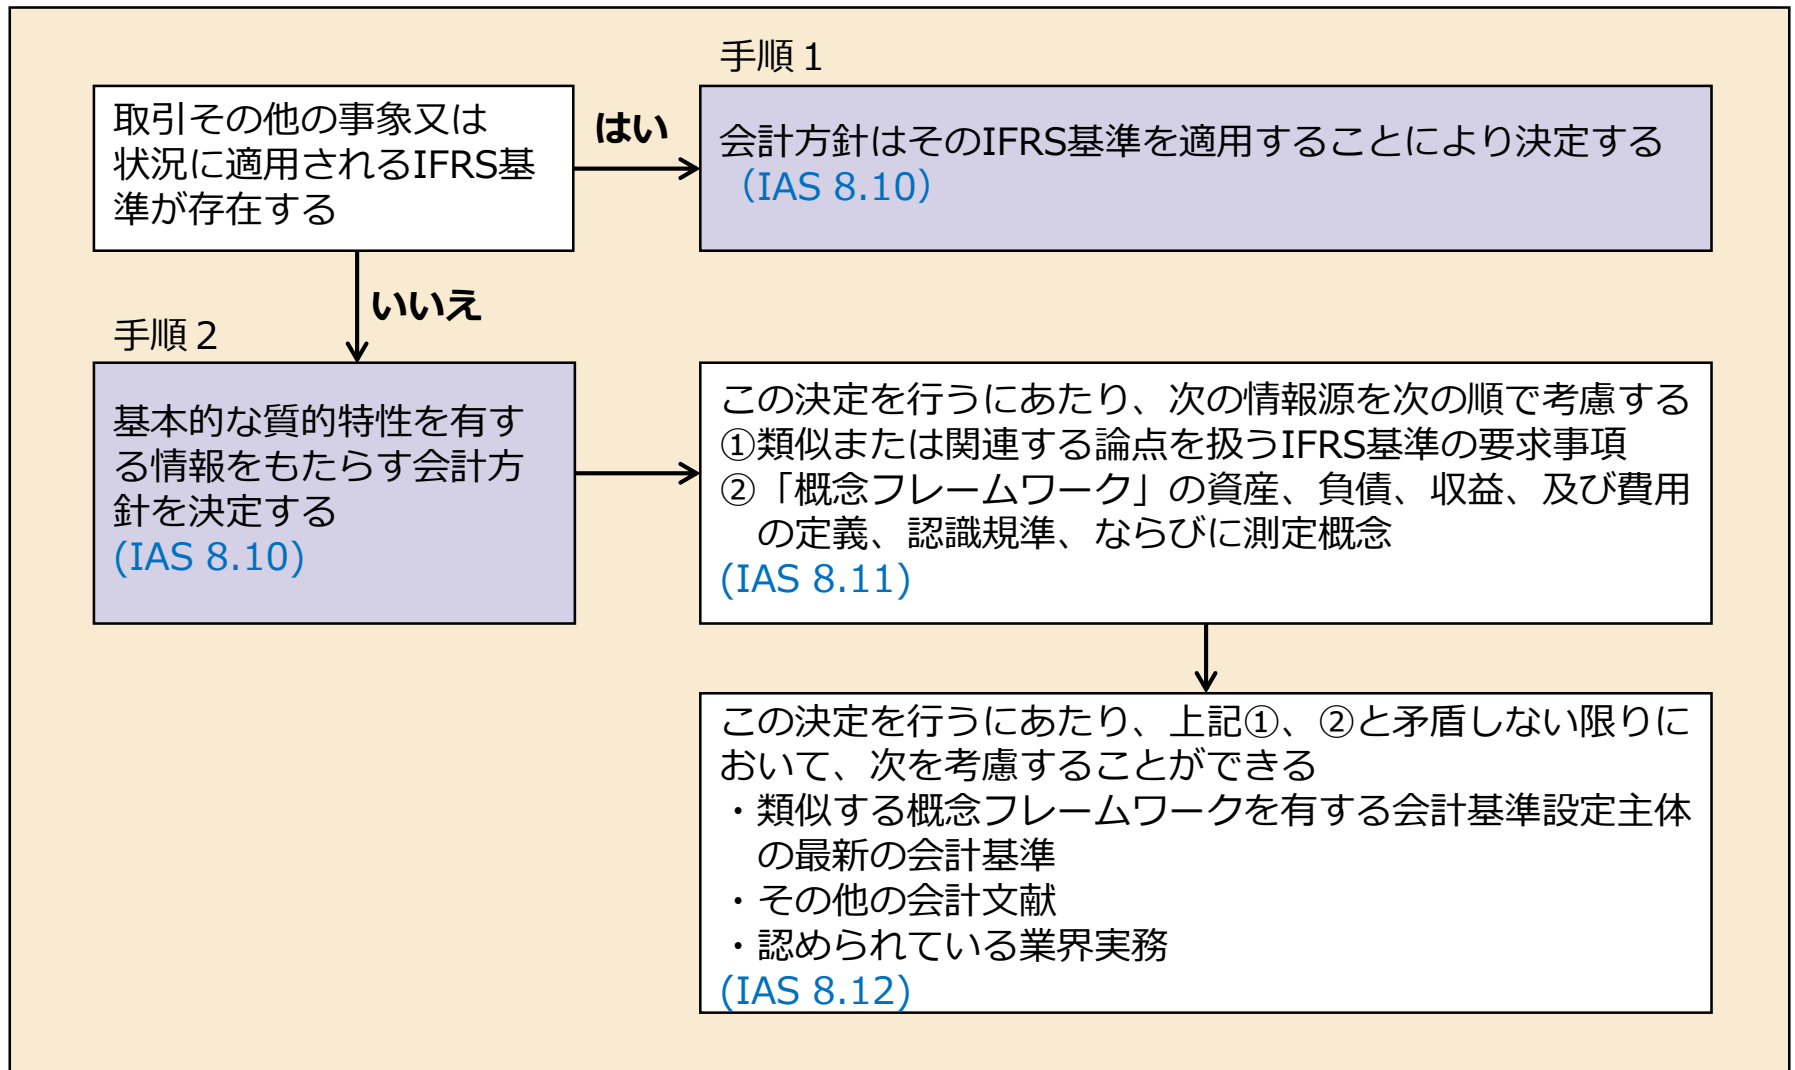 手順１
取引その他の事象又は
状況に適用されるIFRS基
準が存在する
はい
会計方針はそのIFRS基準を適用することにより決定する
（IAS 8.10）
いいえ
手順２
基本的な質的特性を有す
る情報をもたらす会計方
針を決定する
(IAS 8.10)
この決定を行うにあたり、次の情報源を次の順で考慮する
①類似または関連する論点を扱うIFRS基準の要求事項
②「概念フレームワーク」の資産、負債、収益、及び費用
の定義、認識規準、ならびに測定概念
(IAS 8.11)
この決定を行うにあたり、上記①、②と矛盾しない限りに
おいて、次を考慮することができる
・類似する概念フレームワークを有する会計基準設定主体
の最新の会計基準
・その他の会計文献
・認められている業界実務
(IAS 8.12)